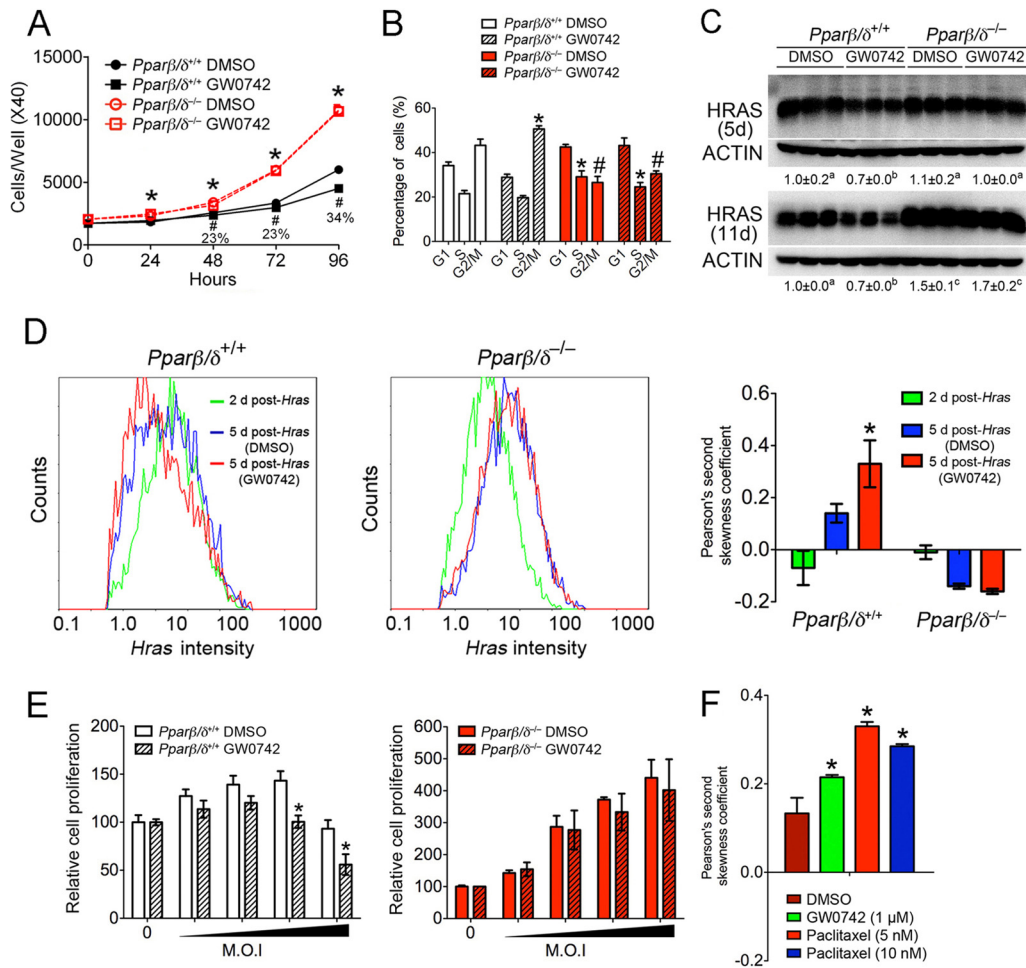 A
15000
10000
5000
0
Cells/Well (X40)
Pparβ/δ+/+ DMSO
Pparβ/δ+/+ GW0742
Pparβ/δ−/− DMSO
Pparβ/δ−/− GW0742
* * * *
# # #
23% 23% 34%
0 24 48 72 96
Hours
B
Pparβ/δ+/+ DMSO
Pparβ/δ+/+ GW0742
Pparβ/δ−/− DMSO
Pparβ/δ−/− GW0742
Percentage of cells (%)
80
60
40
20
0
* * # * #
G1 S G2/M G1 S G2/M G1 S G2/M G1 S G2/M
C
Pparβ/δ+/+ Pparβ/δ−/−
DMSO GW0742 DMSO GW0742
HRAS
(5d)
ACTIN
1.0±0.2a 0.7±0.0b 1.1±0.2a 1.0±0.0a
HRAS
(11d)
ACTIN
1.0±0.0a 0.7±0.0b 1.5±0.1c 1.7±0.2c
D
Pparβ/δ+/+
Counts
2 d post-Hras
5 d post-Hras
(DMSO)
5 d post-Hras
(GW0742)
0.1 1.0 10 100 1000
Hras intensity
Pparβ/δ−/−
Counts
0.1 1.0 10 100 1000
Hras intensity
Pearson's second
skewness coefficient
0.6
0.4
0.2
-0.0
-0.2
*
2 d post-Hras
5 d post-Hras
(DMSO)
5 d post-Hras
(GW0742)
Pparβ/δ+/+ Pparβ/δ−/−
E
Relative cell proliferation
200
150
100
50
0
Pparβ/δ+/+ DMSO
Pparβ/δ+/+ GW0742
* *
0
M.O.I
Relative cell proliferation
600
500
400
300
200
100
0
Pparβ/δ−/− DMSO
Pparβ/δ−/− GW0742
0
M.O.I
F
Pearson's second
skewness coefficient
0.4
0.2
0.0
-0.2
* * *
DMSO
GW0742 (1 µM)
Paclitaxel (5 nM)
Paclitaxel (10 nM)